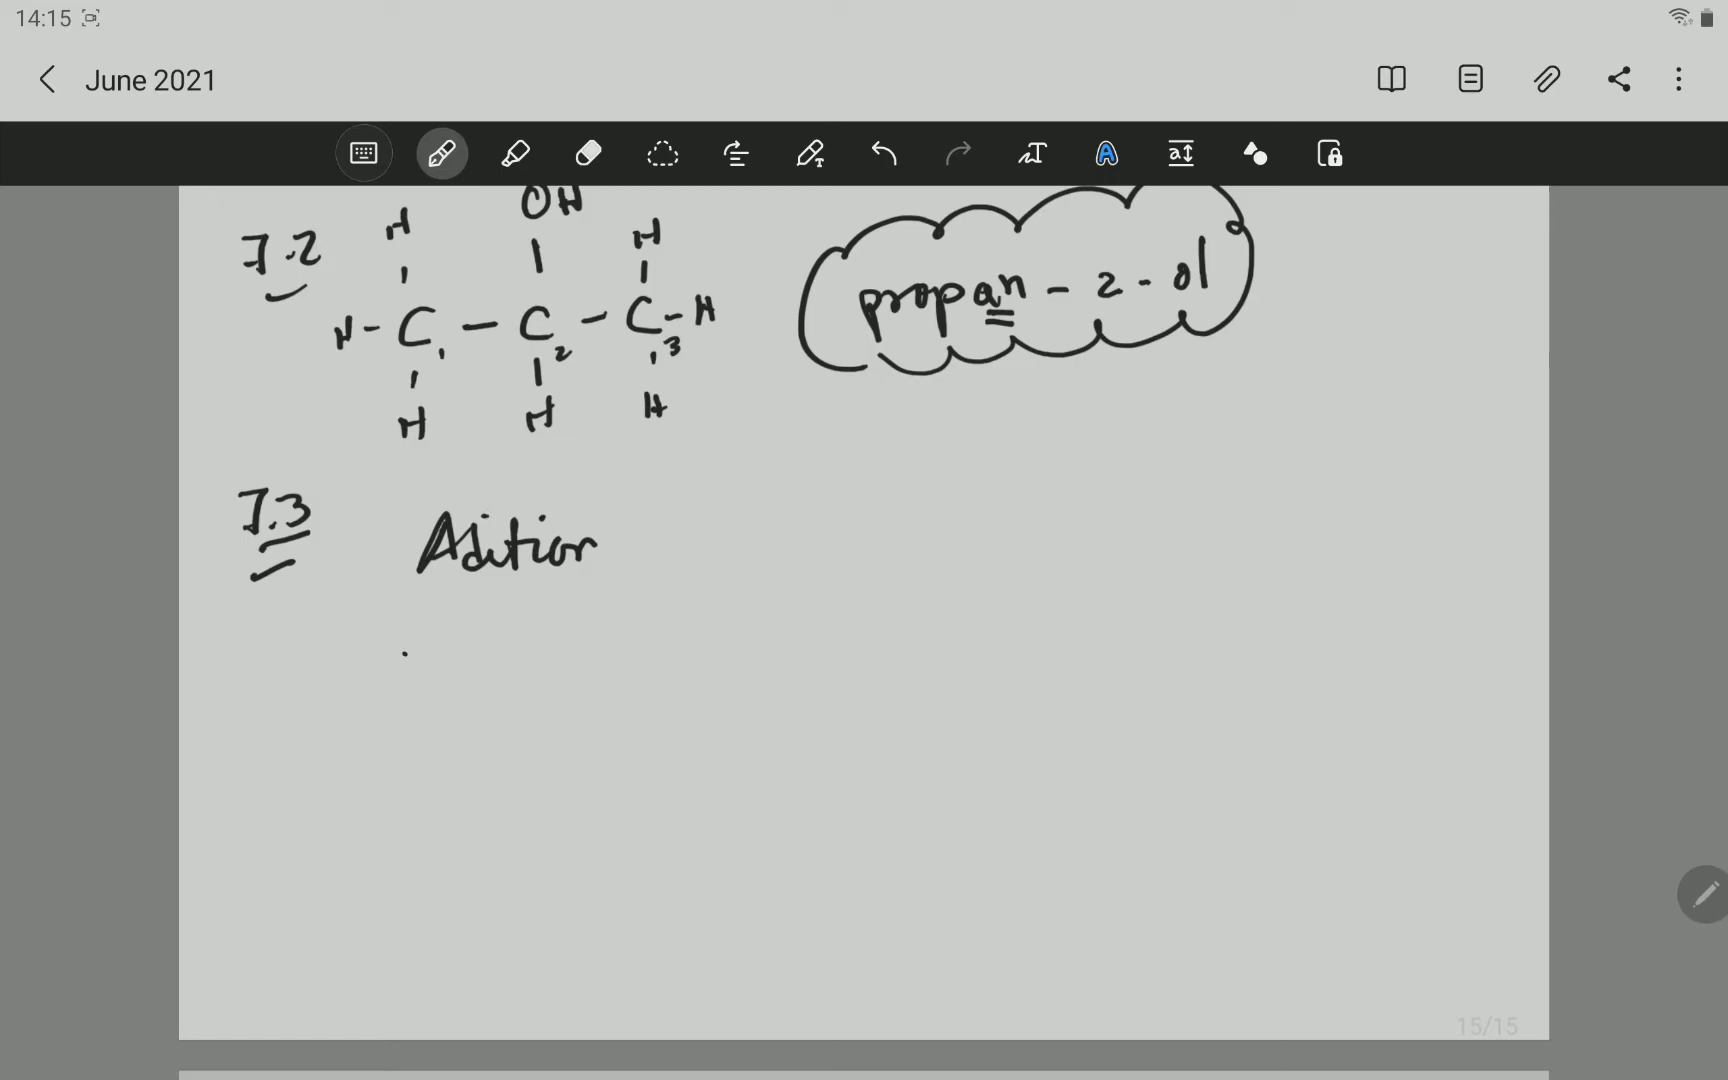 14:15
June 2021
7.2
OH
H H
H - C - C - C - H
1 2 3
H H H
propan - 2 - ol
7.3
Adition
15/15